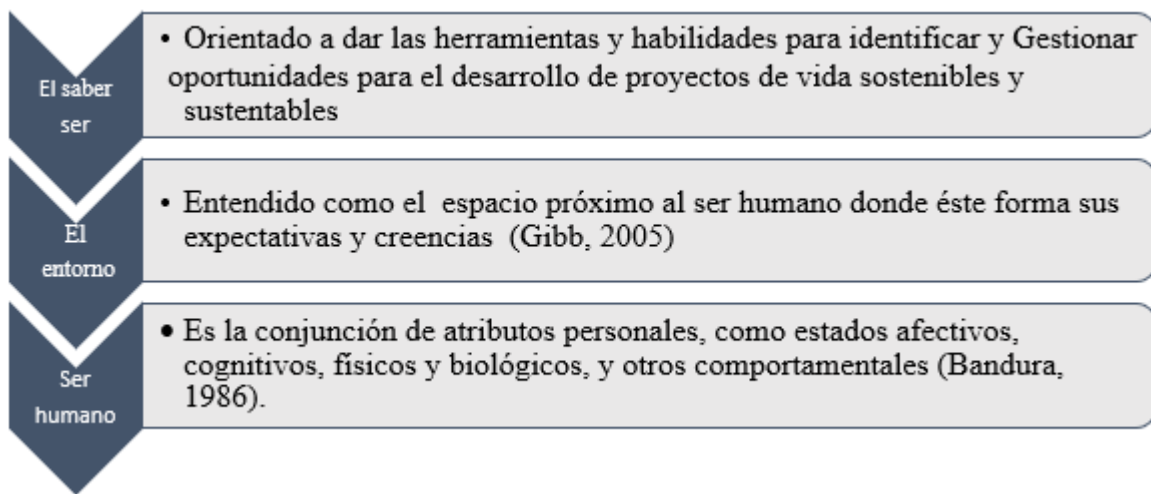 El saber
ser
• Orientado a dar las herramientas y habilidades para identificar y Gestionar
oportunidades para el desarrollo de proyectos de vida sostenibles y
sustentables
El
entorno
• Entendido como el espacio próximo al ser humano donde éste forma sus
expectativas y creencias (Gibb, 2005)
Ser
humano
• Es la conjunción de atributos personales, como estados afectivos,
cognitivos, físicos y biológicos, y otros comportamentales (Bandura,
1986).